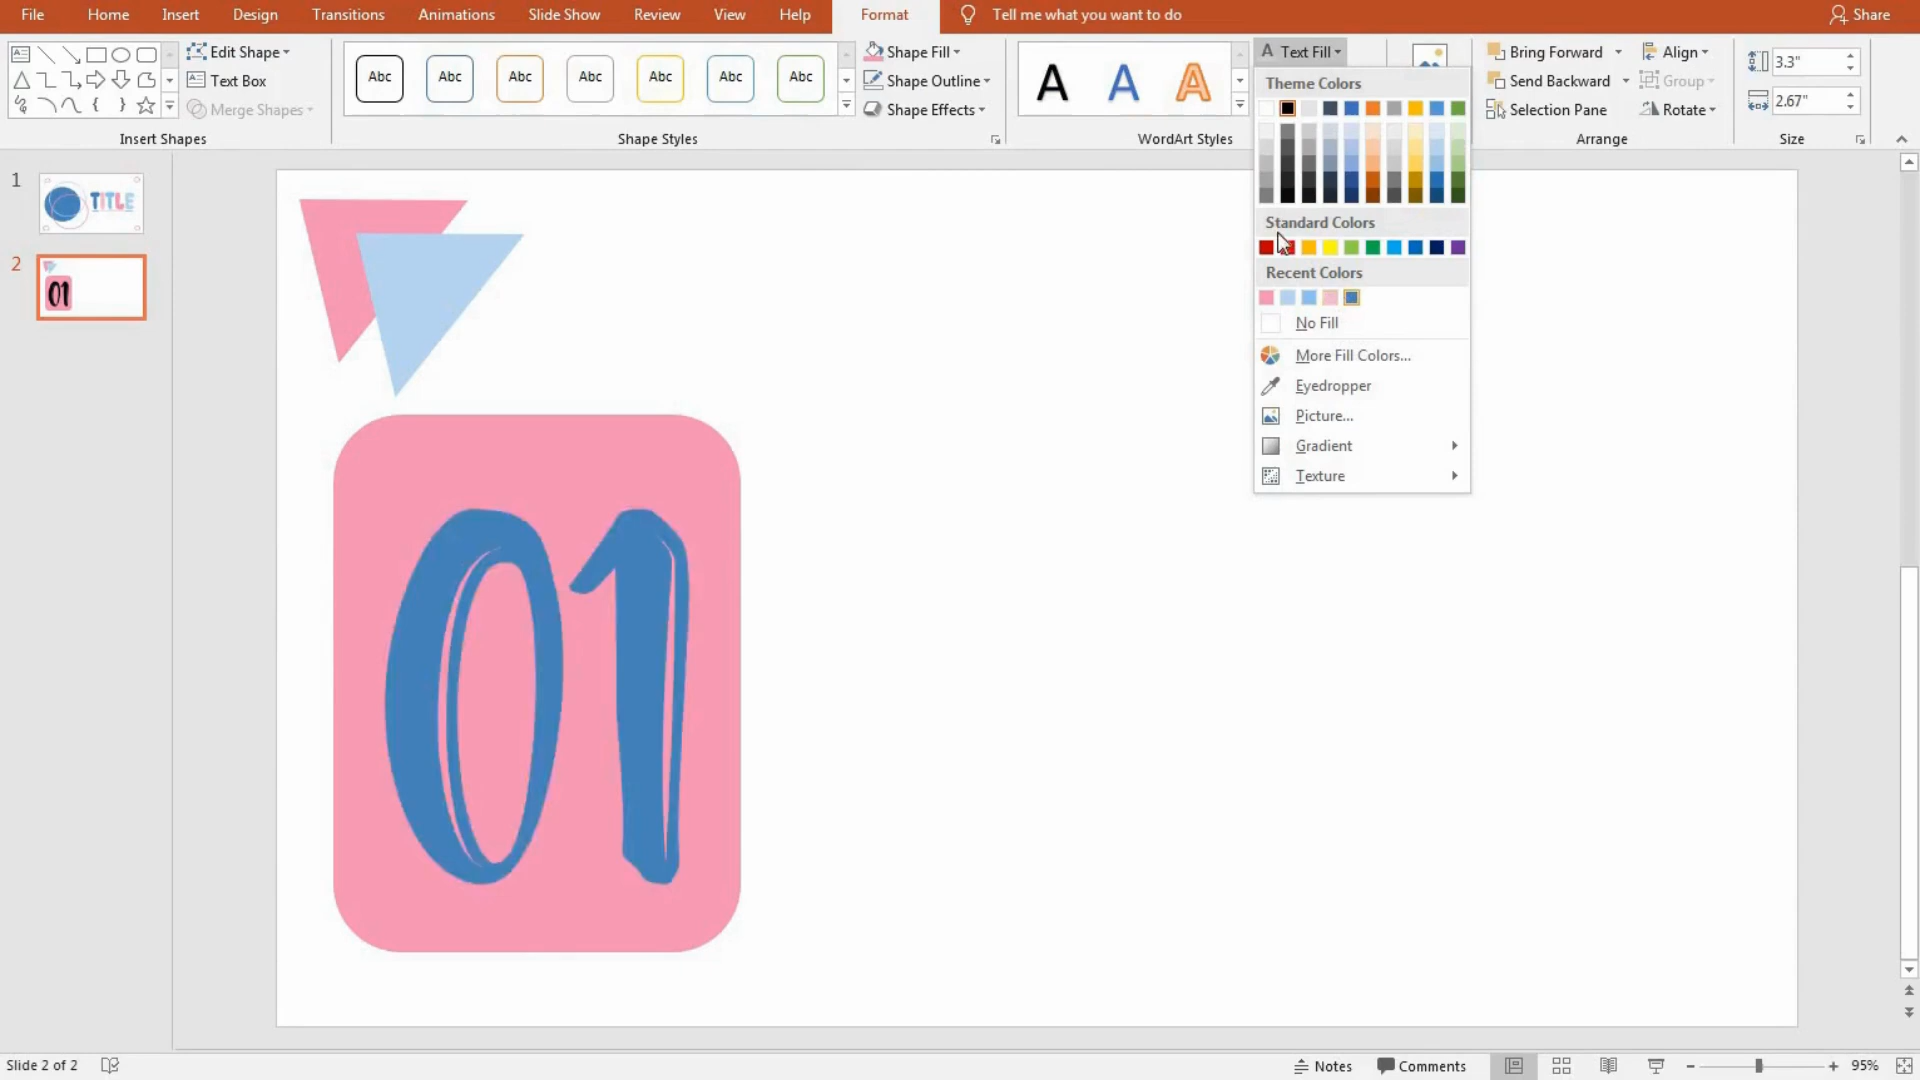 File Home Insert Design Transitions Animations Slide Show Review View Help Format Tell me what you want to do Share
Edit Shape
Text Box
Merge Shapes
Insert Shapes
Abc Abc Abc Abc Abc Abc Abc
Shape Styles
Shape Fill
Shape Outline
Shape Effects
A A A
WordArt Styles
A Text Fill
Bring Forward
Send Backward
Selection Pane
Align
Group
Rotate
Arrange
3.3"
2.67"
Size
Theme Colors
Standard Colors
Recent Colors
No Fill
More Fill Colors...
Eyedropper
Picture...
Gradient
Texture
1
TITLE
2
01
01
Slide 2 of 2
Notes Comments 95%